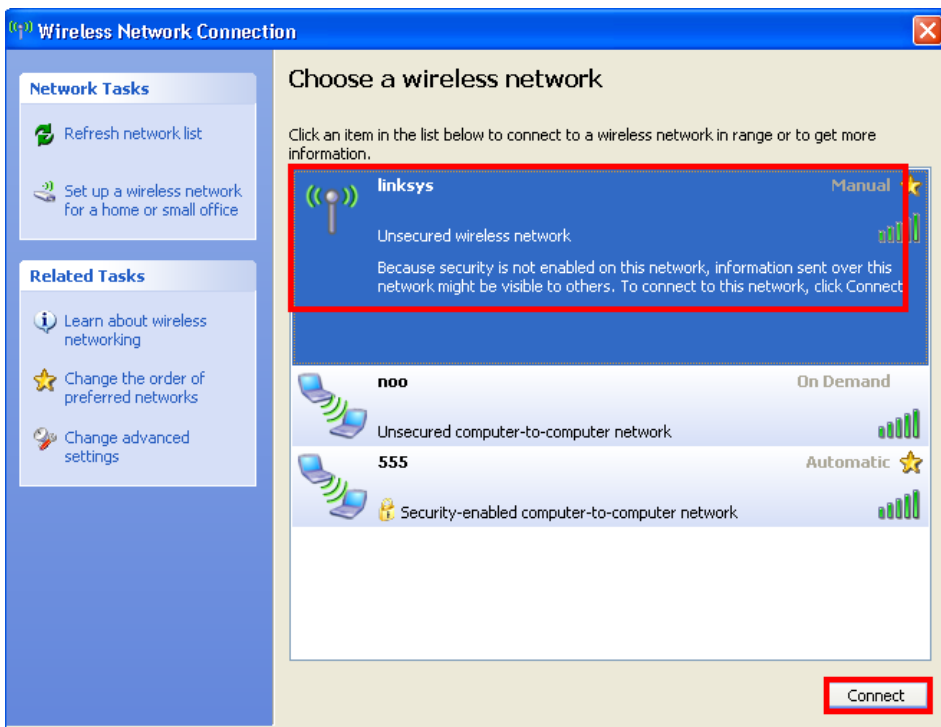 Wireless Network Connection
Network Tasks
Refresh network list
Set up a wireless network
for a home or small office
Related Tasks
Learn about wireless
networking
Change the order of
preferred networks
Change advanced
settings
Choose a wireless network
Click an item in the list below to connect to a wireless network in range or to get more
information.
linksys Manual
Unsecured wireless network
Because security is not enabled on this network, information sent over this
network might be visible to others. To connect to this network, click Connect
noo On Demand
Unsecured computer-to-computer network
555 Automatic
Security-enabled computer-to-computer network
Connect